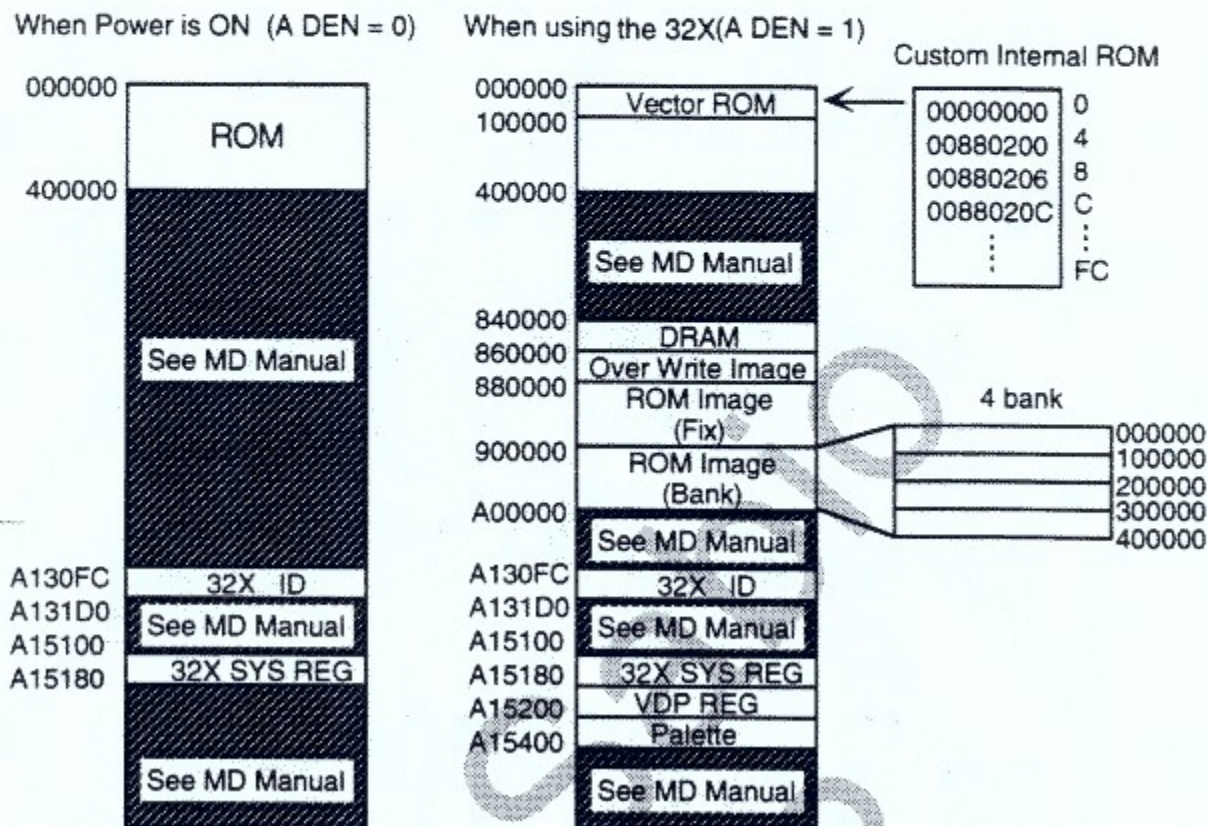 When Power is ON (A DEN = 0)
000000
ROM
400000
See MD Manual
A130FC
32X ID
A131D0
See MD Manual
A15100
32X SYS REG
A15180
See MD Manual
When using the 32X(A DEN = 1)
000000
Vector ROM
100000
400000
See MD Manual
840000
DRAM
860000
Over Write Image
880000
ROM Image
(Fix)
900000
ROM Image
(Bank)
A00000
See MD Manual
A130FC
32X ID
A131D0
See MD Manual
A15100
A15180
32X SYS REG
VDP REG
A15200
Palette
A15400
See MD Manual
Custom Internal ROM
00000000 0
00880200 4
00880206 8
0088020C C
FC
4 bank
000000
100000
200000
300000
400000